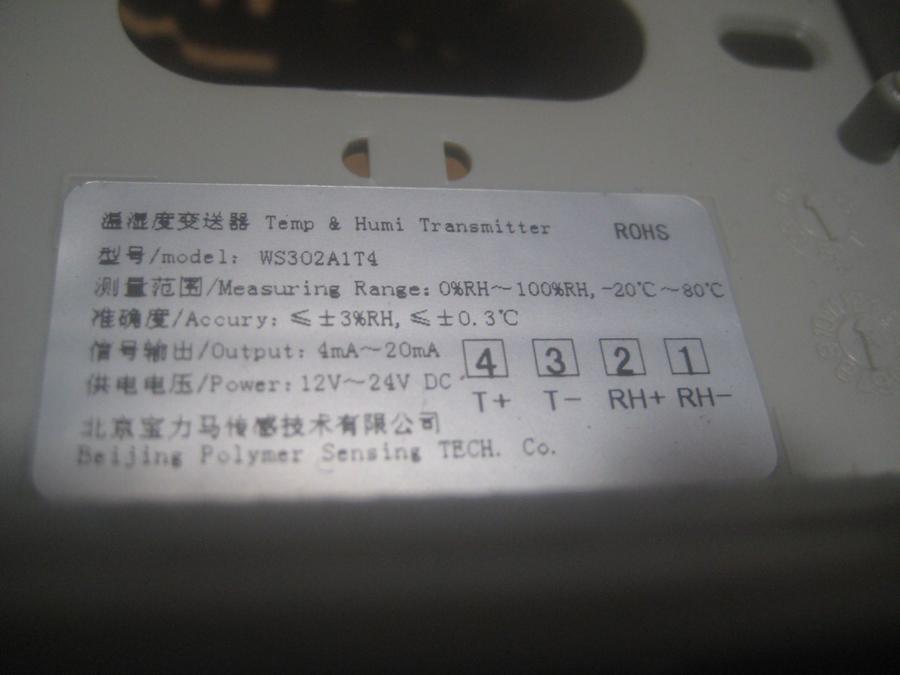 温湿度变送器 Temp & Humi Transmitter ROHS
型号/model: WS302A1T4
测量范围/Measuring Range: 0%RH～100%RH, -20℃～80℃
准确度/Accury: ≤±3%RH, ≤±0.3℃
信号输出/Output: 4mA～20mA
供电电压/Power: 12V～24V DC
4 3 2 1
T+ T- RH+ RH-
北京宝力马传感技术有限公司
Beijing Polymer Sensing TECH. Co.